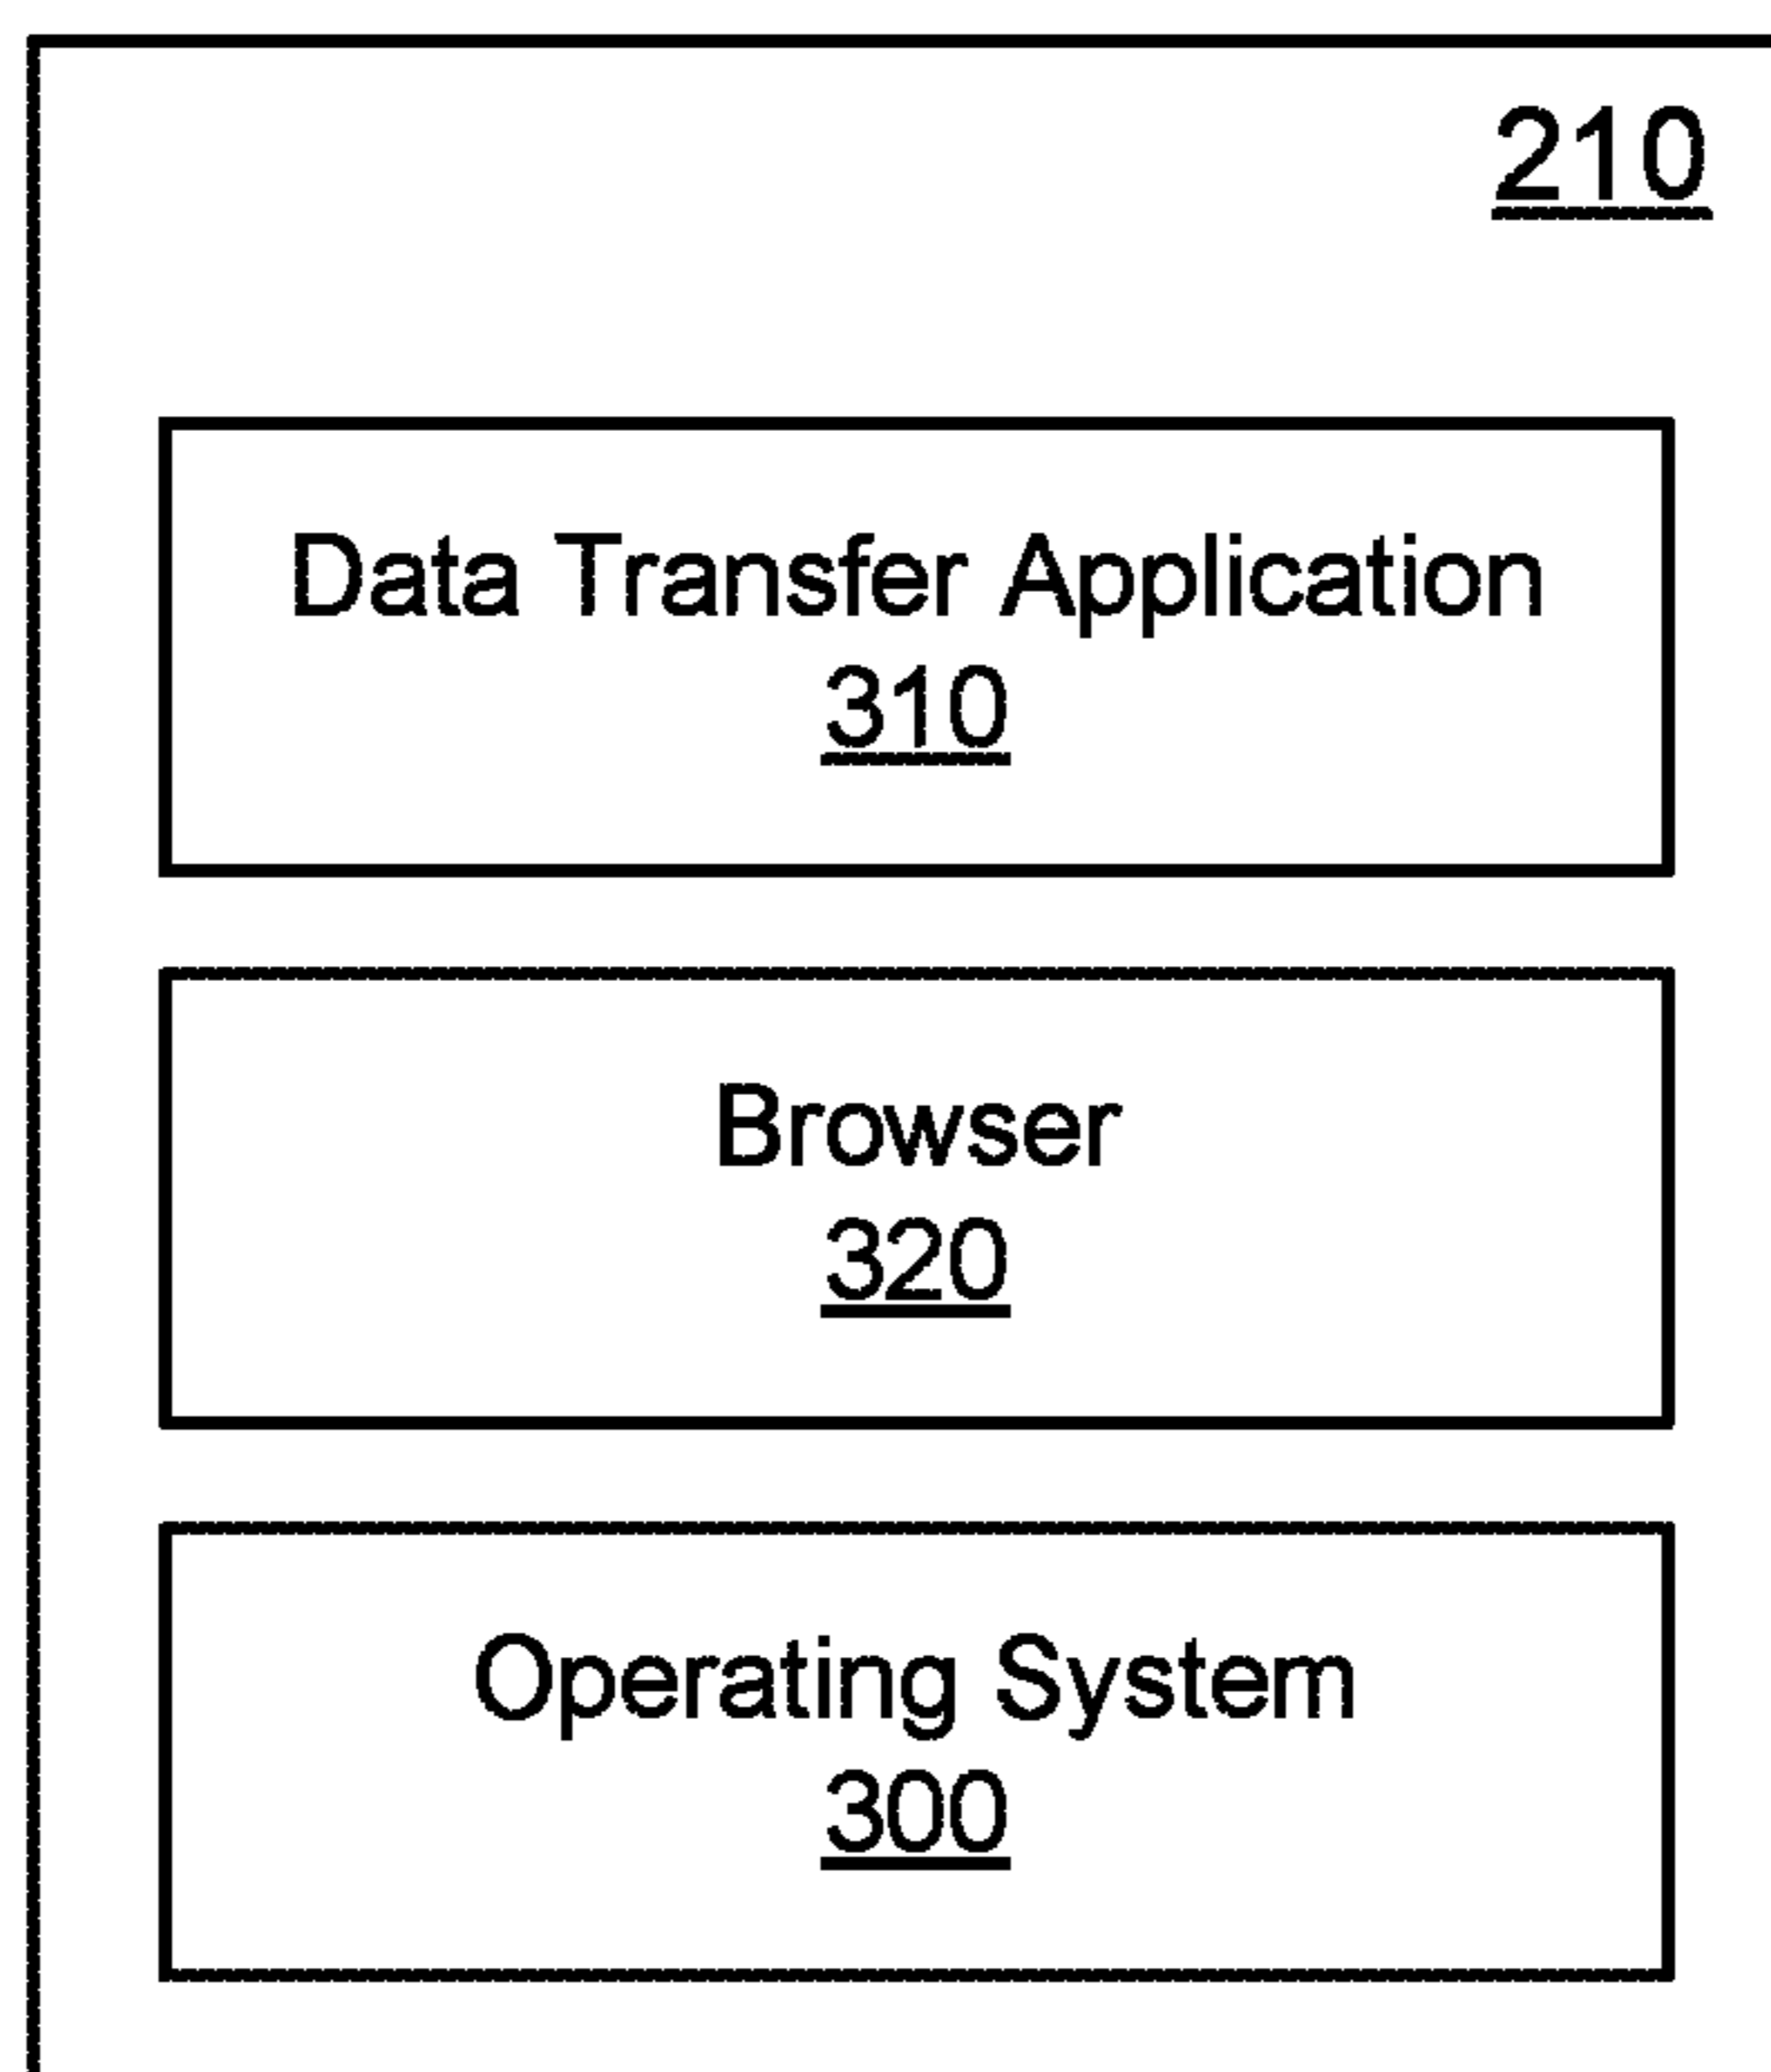 210
Data Transfer Application
310
Browser
320
Operating System
300